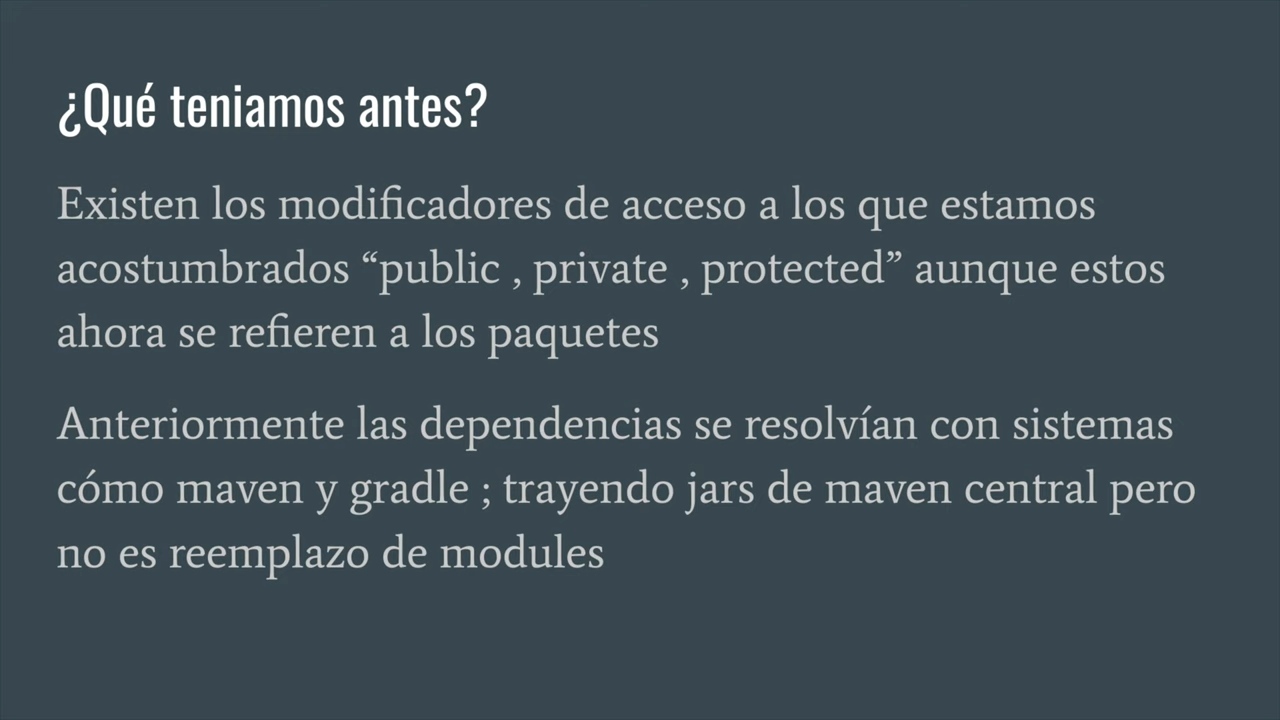 ¿Qué teniamos antes?
Existen los modificadores de acceso a los que estamos
acostumbrados “public , private , protected” aunque estos
ahora se refieren a los paquetes
Anteriormente las dependencias se resolvían con sistemas
cómo maven y gradle ; trayendo jars de maven central pero
no es reemplazo de modules